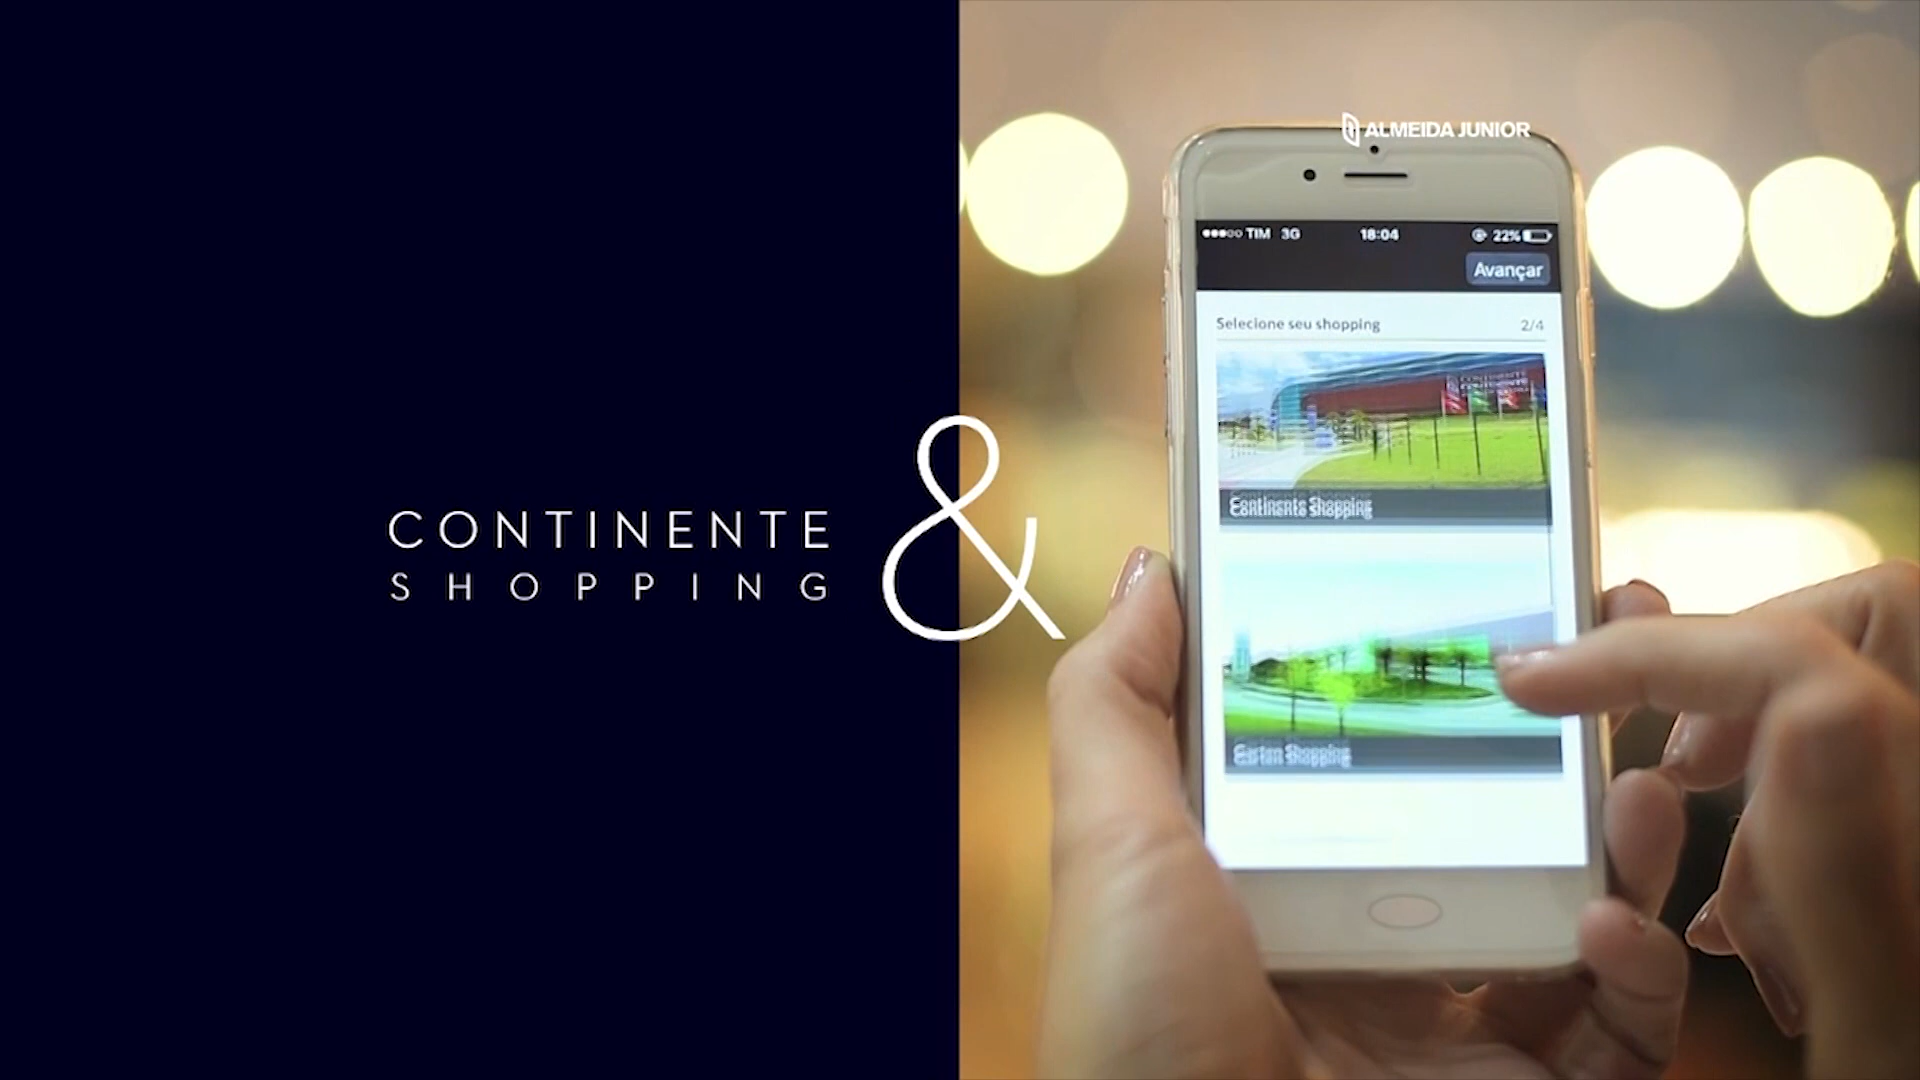 CONTINENTE
SHOPPING
&
ALMEIDA JUNIOR
TIM 3G 18:04 22%
Avançar
Selecione seu shopping 2/4
CONTINENTE
Continente Shopping
Garten Shopping